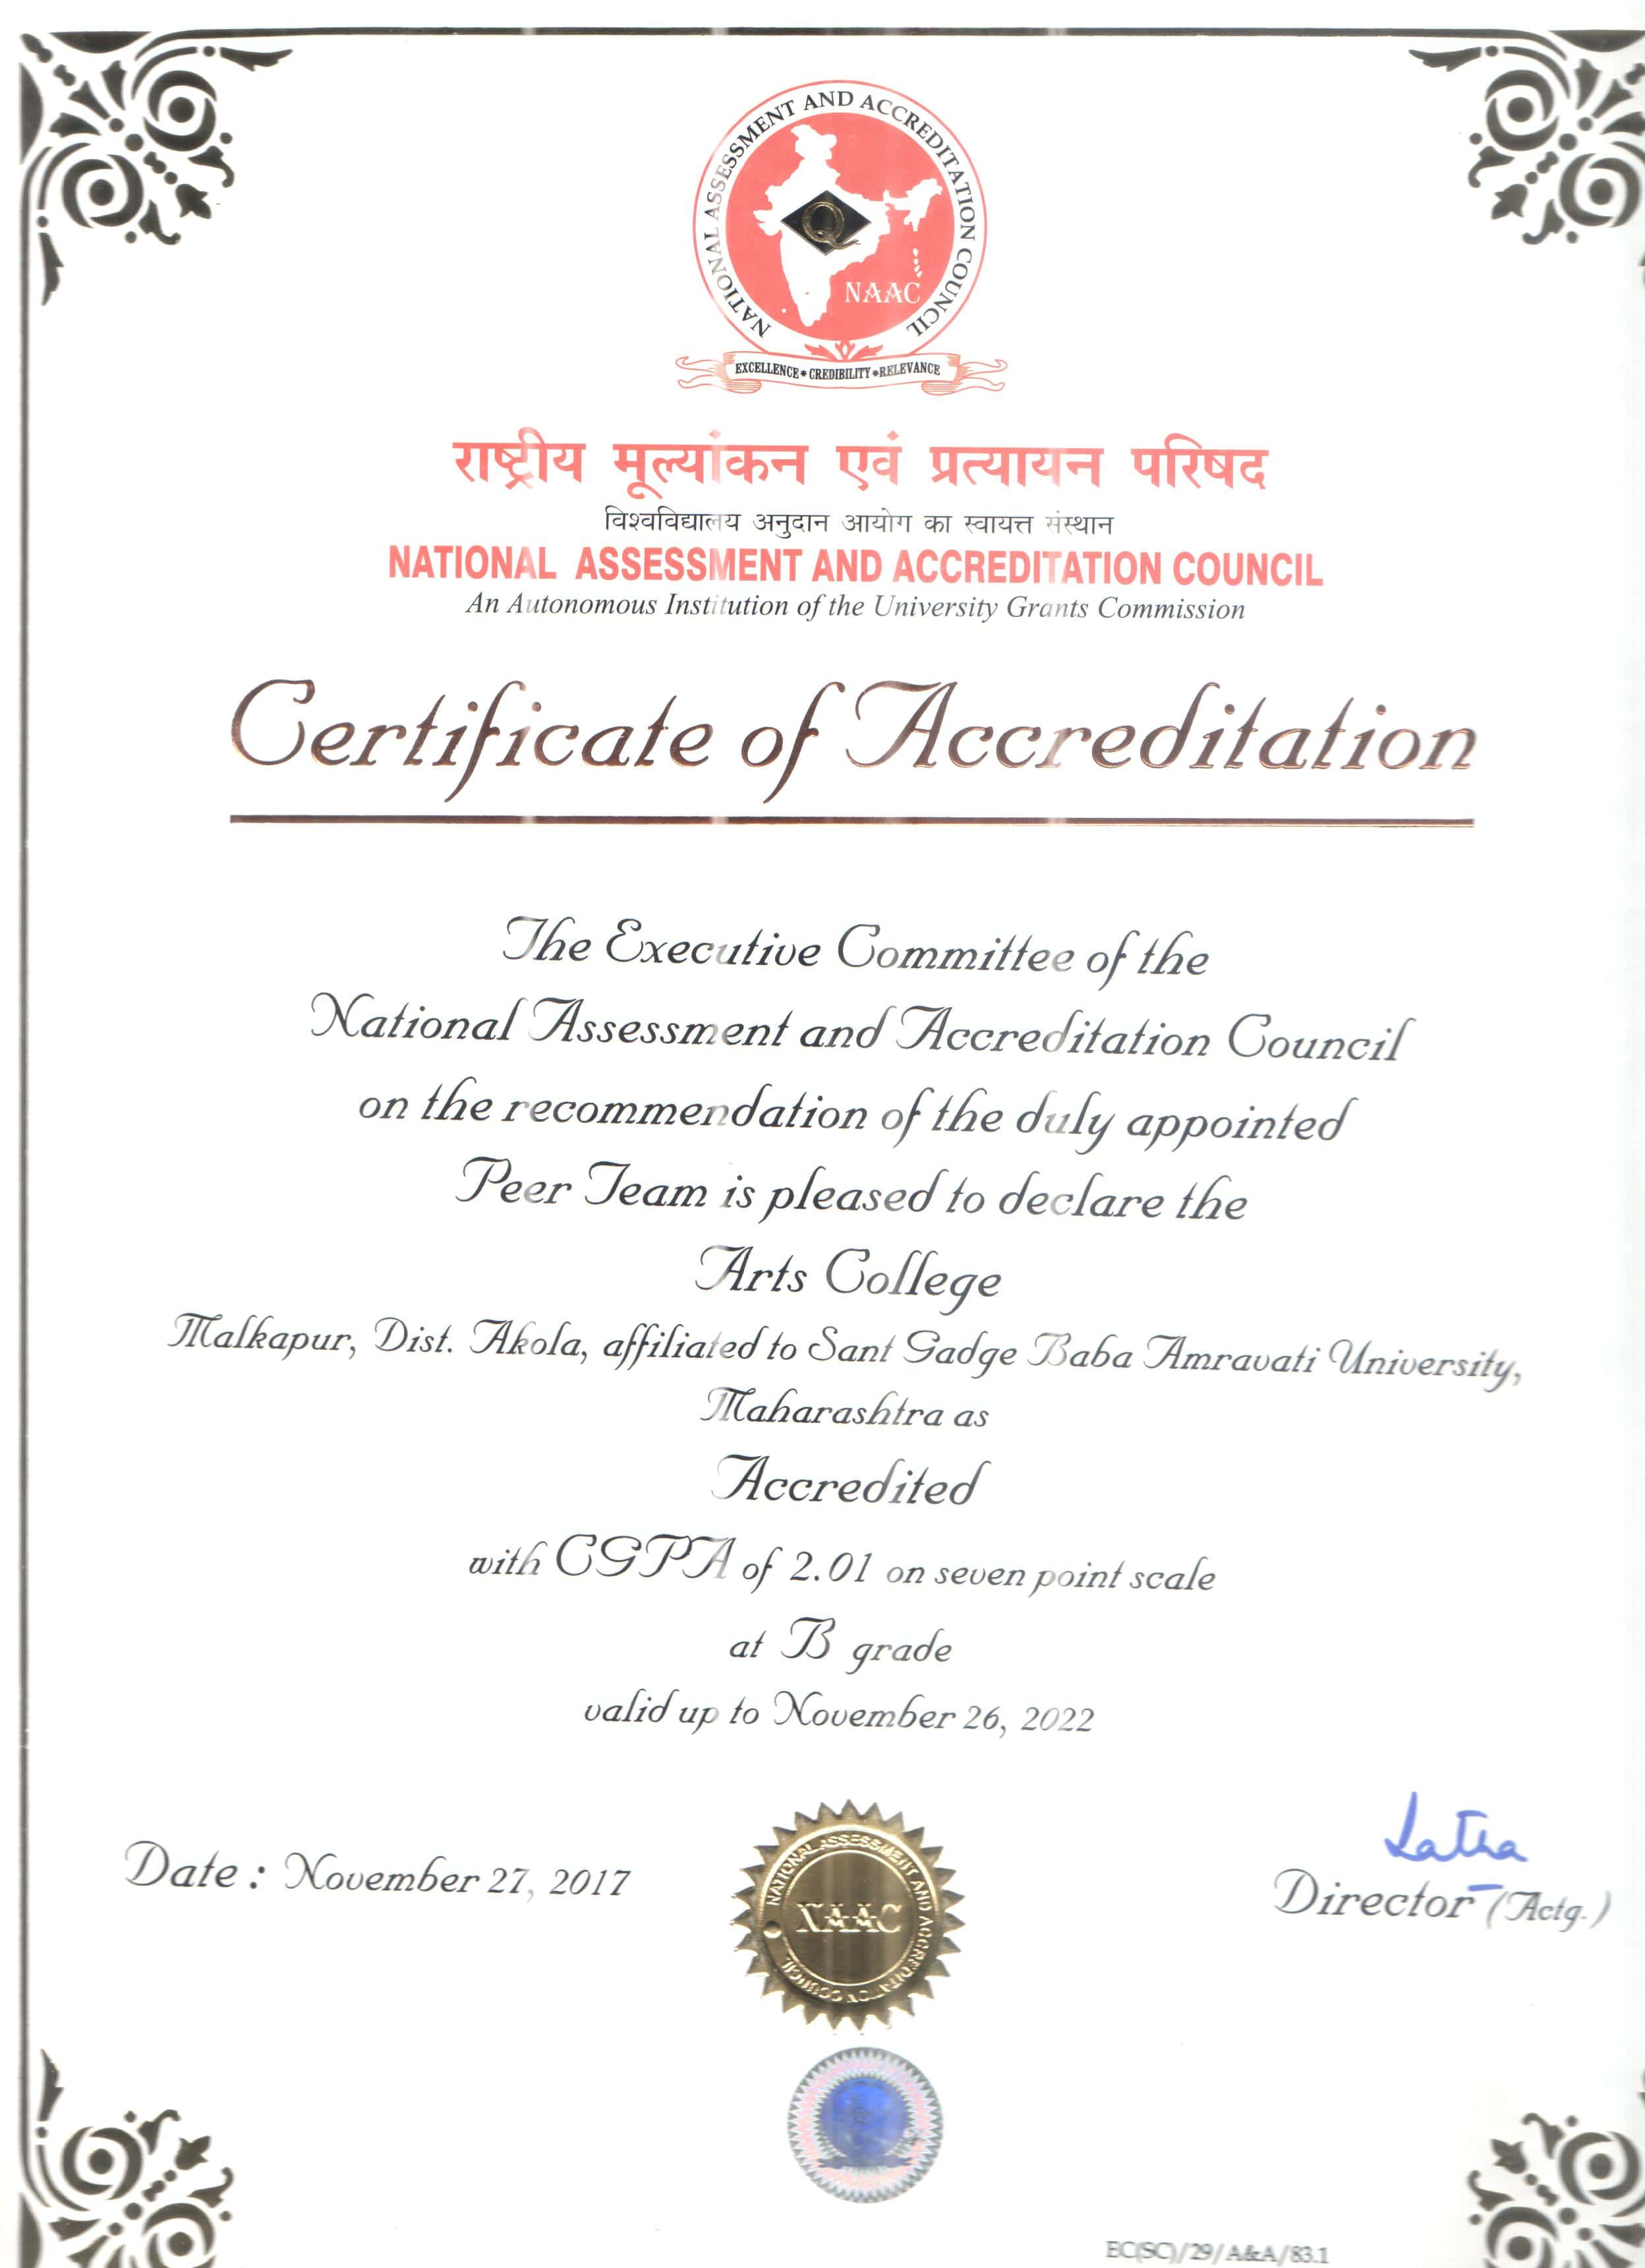 NATIONAL ASSESSMENT AND ACCREDITATION COUNCIL
Q
NAAC
EXCELLENCE * CREDIBILITY * RELEVANCE
राष्ट्रीय मूल्यांकन एवं प्रत्यायन परिषद
विश्वविद्यालय अनुदान आयोग का स्वायत्त संस्थान
NATIONAL ASSESSMENT AND ACCREDITATION COUNCIL
An Autonomous Institution of the University Grants Commission
Certificate of Accreditation
The Executive Committee of the
National Assessment and Accreditation Council
on the recommendation of the duly appointed
Peer Team is pleased to declare the
Arts College
Malkapur, Dist. Akola, affiliated to Sant Gadge Baba Amravati University,
Maharashtra as
Accredited
with CGPA of 2.01 on seven point scale
at B grade
valid up to November 26, 2022
Date : November 27, 2017
NATIONAL ASSESSMENT AND ACCREDITATION COUNCIL
NAAC
Director (Actg.)
EC(SC)/29/A&A/83.1